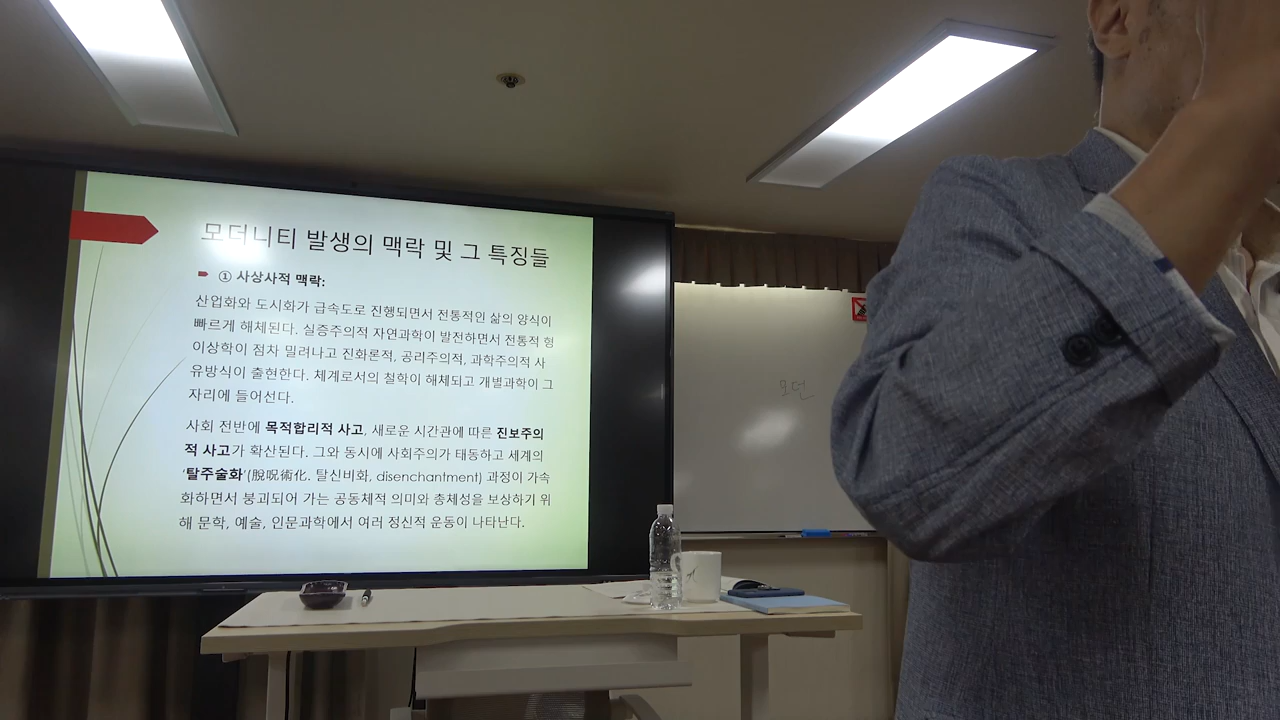 모더니티 발생의 맥락 및 그 특징들
① 사상사적 맥락:
산업화와 도시화가 급속도로 진행되면서 전통적인 삶의 양식이
빠르게 해체된다. 실증주의적 자연과학이 발전하면서 전통적 형
이상학이 점차 밀려나고 진화론적, 공리주의적, 과학주의적 사
유방식이 출현한다. 체계로서의 철학이 해체되고 개별과학이 그
자리에 들어선다.
사회 전반에 목적합리적 사고, 새로운 시간관에 따른 진보주의
적 사고가 확산된다. 그와 동시에 사회주의가 태동하고 세계의
‘탈주술화’(脫呪術化. 탈신비화, disenchantment) 과정이 가속
화하면서 붕괴되어 가는 공동체적 의미와 총체성을 보상하기 위
해 문학, 예술, 인문과학에서 여러 정신적 운동이 나타난다.
모던